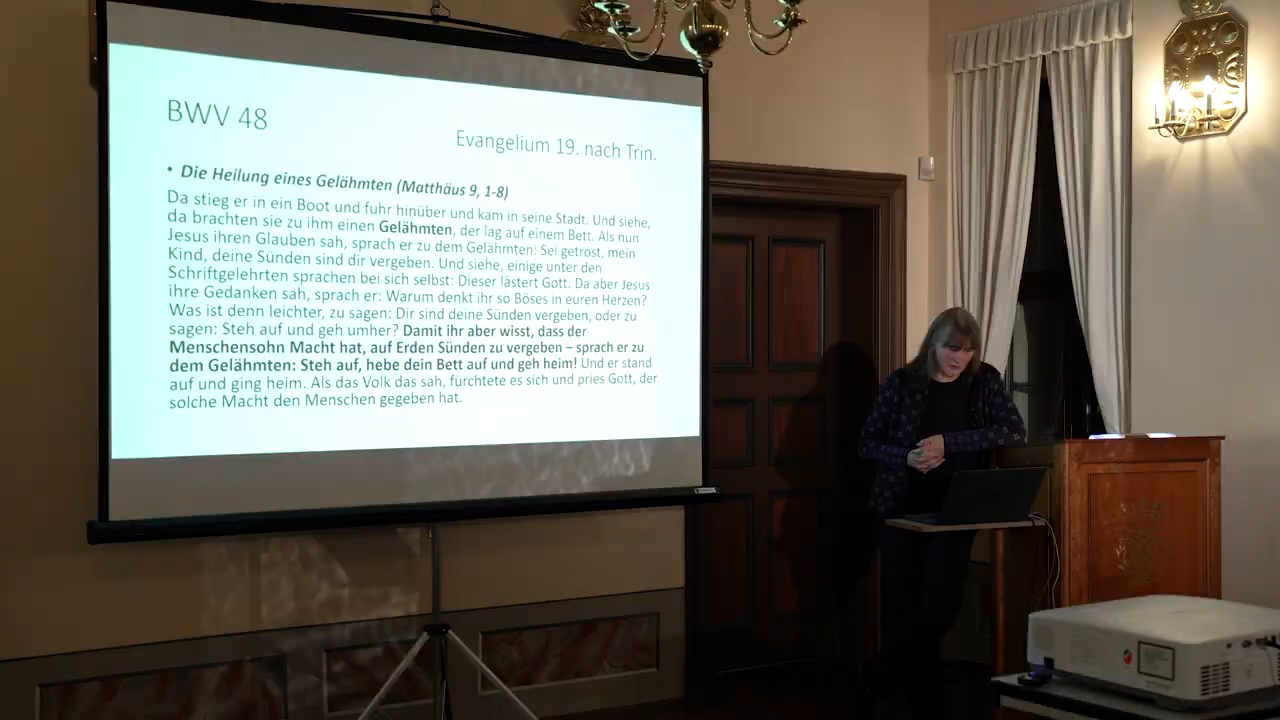 BWV 48
Evangelium 19. nach Trin.
• Die Heilung eines Gelähmten (Matthäus 9, 1-8)
Da stieg er in ein Boot und fuhr hinüber und kam in seine Stadt. Und siehe,
da brachten sie zu ihm einen Gelähmten, der lag auf einem Bett. Als nun
Jesus ihren Glauben sah, sprach er zu dem Gelähmten: Sei getrost, mein
Kind, deine Sünden sind dir vergeben. Und siehe, einige unter den
Schriftgelehrten sprachen bei sich selbst: Dieser lästert Gott. Da aber Jesus
ihre Gedanken sah, sprach er: Warum denkt ihr so Böses in euren Herzen?
Was ist denn leichter, zu sagen: Dir sind deine Sünden vergeben, oder zu
sagen: Steh auf und geh umher? Damit ihr aber wisst, dass der
Menschensohn Macht hat, auf Erden Sünden zu vergeben – sprach er zu
dem Gelähmten: Steh auf, hebe dein Bett auf und geh heim! Und er stand
auf und ging heim. Als das Volk das sah, fürchtete es sich und pries Gott, der
solche Macht den Menschen gegeben hat.